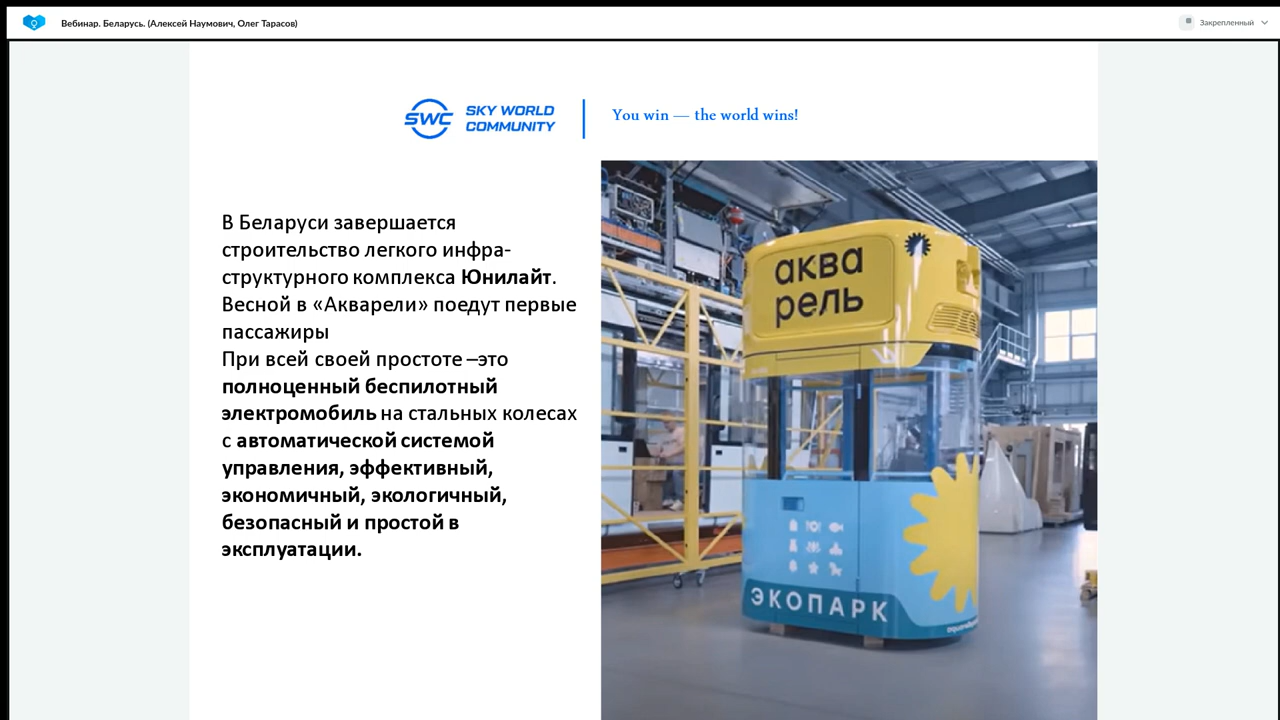 Вебинар. Беларусь. (Алексей Наумович, Олег Тарасов)
Закрепленный
SWC
SKY WORLD
COMMUNITY
You win — the world wins!
В Беларуси завершается
строительство легкого инфра-
структурного комплекса Юнилайт.
Весной в «Акварели» поедут первые
пассажиры
При всей своей простоте –это
полноценный беспилотный
электромобиль на стальных колесах
с автоматической системой
управления, эффективный,
экономичный, экологичный,
безопасный и простой в
эксплуатации.
аква
рель
ЭКОПАРК